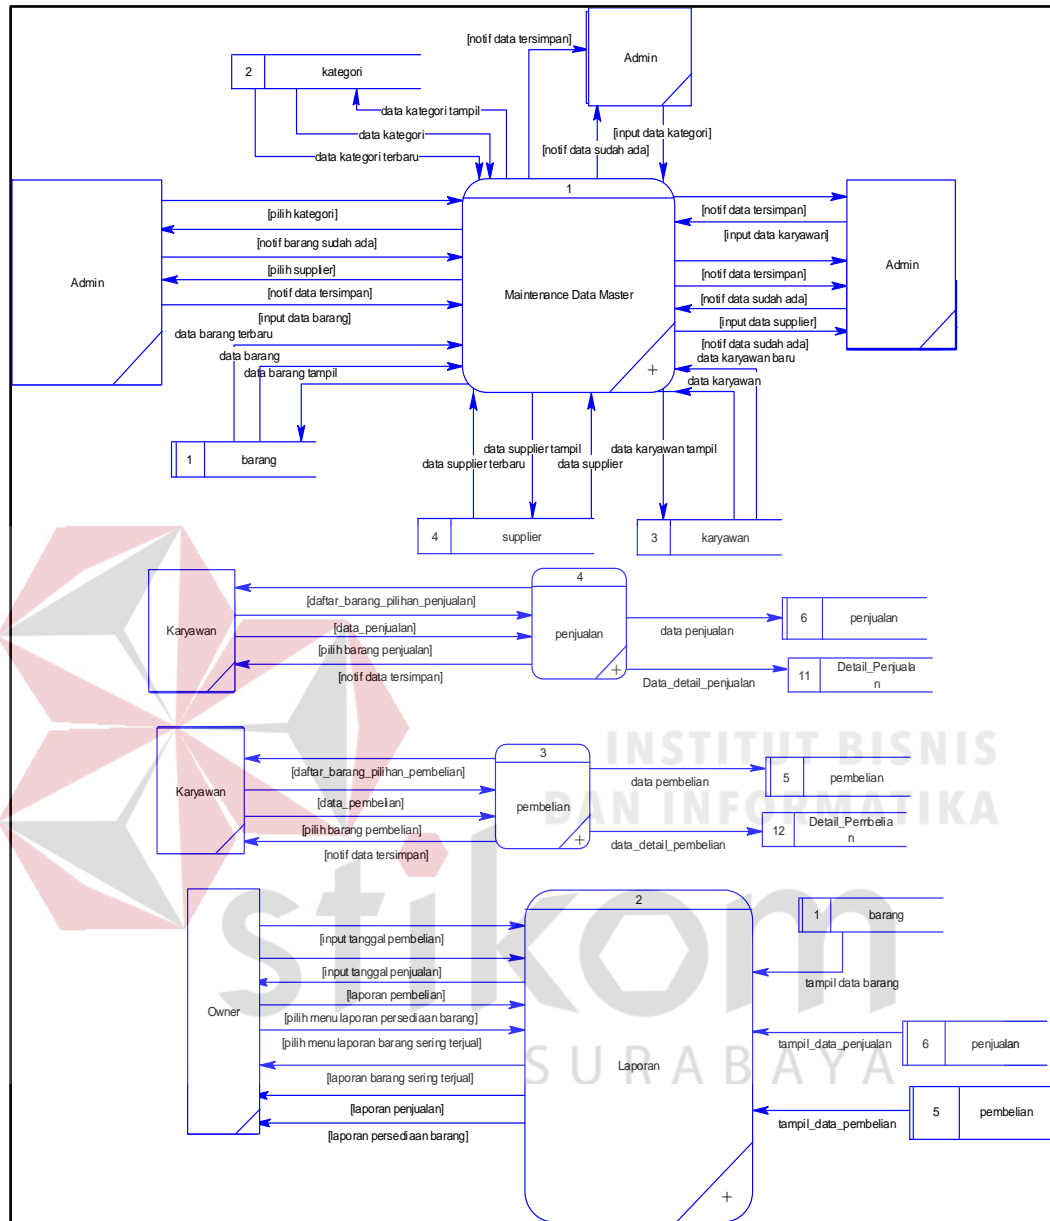 [notif data tersimpan]
Admin
2 kategori
data kategori tampil
[input data kategori]
data kategori
[notif data sudah ada]
data kategori terbaru
1
[pilih kategori]
[notif data tersimpan]
[input data karyawan]
[notif barang sudah ada]
Admin
[pilih supplier]
Admin
[notif data tersimpan]
Maintenance Data Master
[notif data tersimpan]
[notif data sudah ada]
[input data barang]
[input data supplier]
data barang terbaru
[notif data sudah ada]
data barang
data karyawan baru
data barang tampil
+
data karyawan
data supplier tampil
data karyawan tampil
1 barang
data supplier terbaru
data supplier
4 supplier
3 karyawan
4
[daftar_barang_pilihan_penjualan]
Karyawan
[data_penjualan]
penjualan
data penjualan
6 penjualan
[pilih barang penjualan]
[notif data tersimpan]
+
Data_detail_penjualan
11 Detail_Penjuala
n
INSTITUT BISNIS
3
[daftar_barang_pilihan_pembelian]
Karyawan
[data_pembelian]
pembelian
data pembelian
5 pembelian
DAN INFORMATIKA
[pilih barang pembelian]
+
[notif data tersimpan]
data_detail_pembelian
12 Detail_Pembelia
n
stikom
2
1 barang
[input tanggal pembelian]
[input tanggal penjualan]
tampil data barang
[laporan pembelian]
Owner
[pilih menu laporan persediaan barang]
[pilih menu laporan barang sering terjual]
tampil_data_penjualan
6 penjualan
Laporan
SURABAYA
[laporan barang sering terjual]
[laporan penjualan]
tampil_data_pembelian
5 pembelian
[laporan persediaan barang]
+